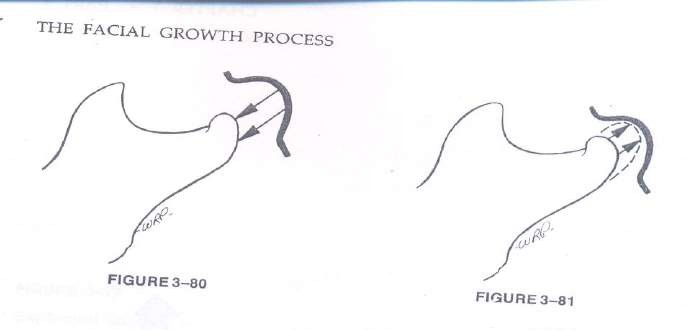 THE FACIAL GROWTH PROCESS
WRP.
WRP.
FIGURE 3–80
FIGURE 3–81